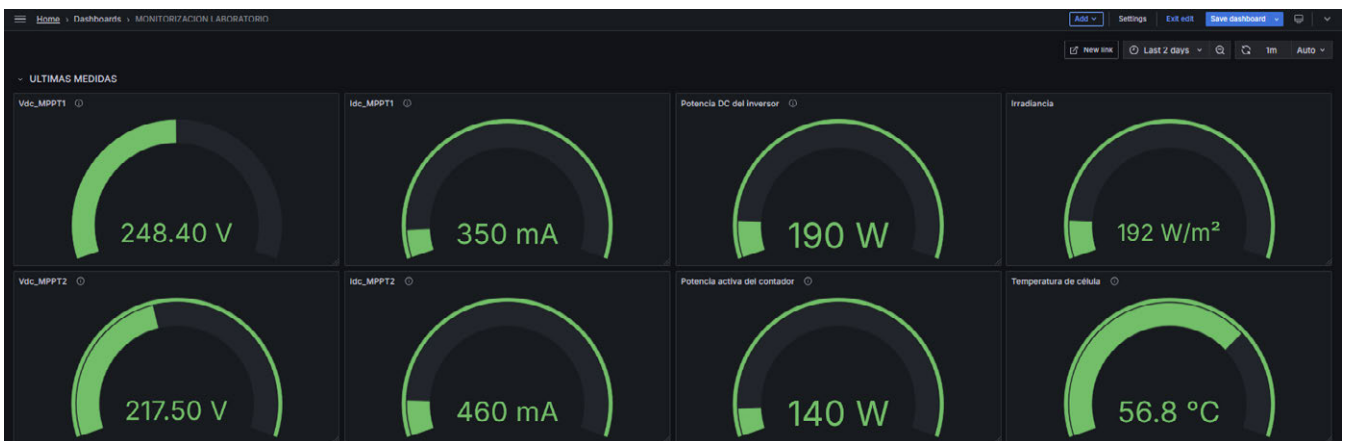 Home › Dashboards › MONITORIZACION LABORATORIO
Add Settings Exit edit Save dashboard
New link Last 2 days 1m Auto
ULTIMAS MEDIDAS
Vdc_MPPT1 Idc_MPPT1 Potencia DC del inversor Irradiancia
248.40 V 350 mA 190 W 192 W/m²
Vdc_MPPT2 Idc_MPPT2 Potencia activa del contador Temperatura de célula
217.50 V 460 mA 140 W 56.8 °C